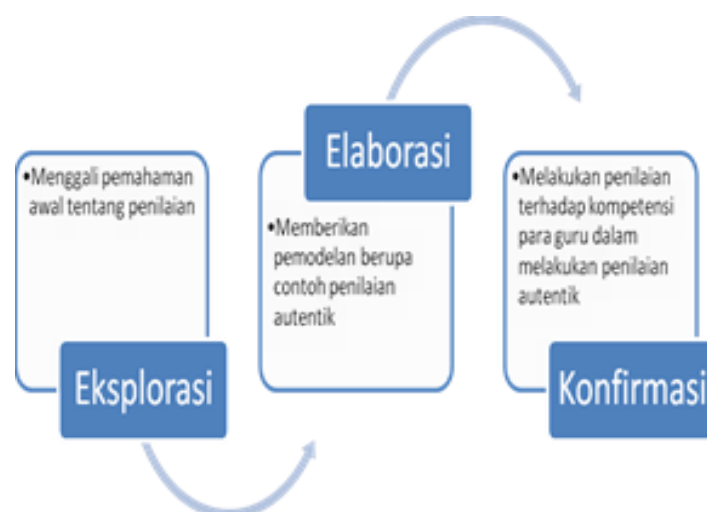 •Menggali pemahaman
awal tentang penilaian
Eksplorasi
Elaborasi
•Memberikan
pemodelan berupa
contoh penilaian
autentik
•Melakukan penilaian
terhadap kompetensi
para guru dalam
melakukan penilaian
autentik
Konfirmasi